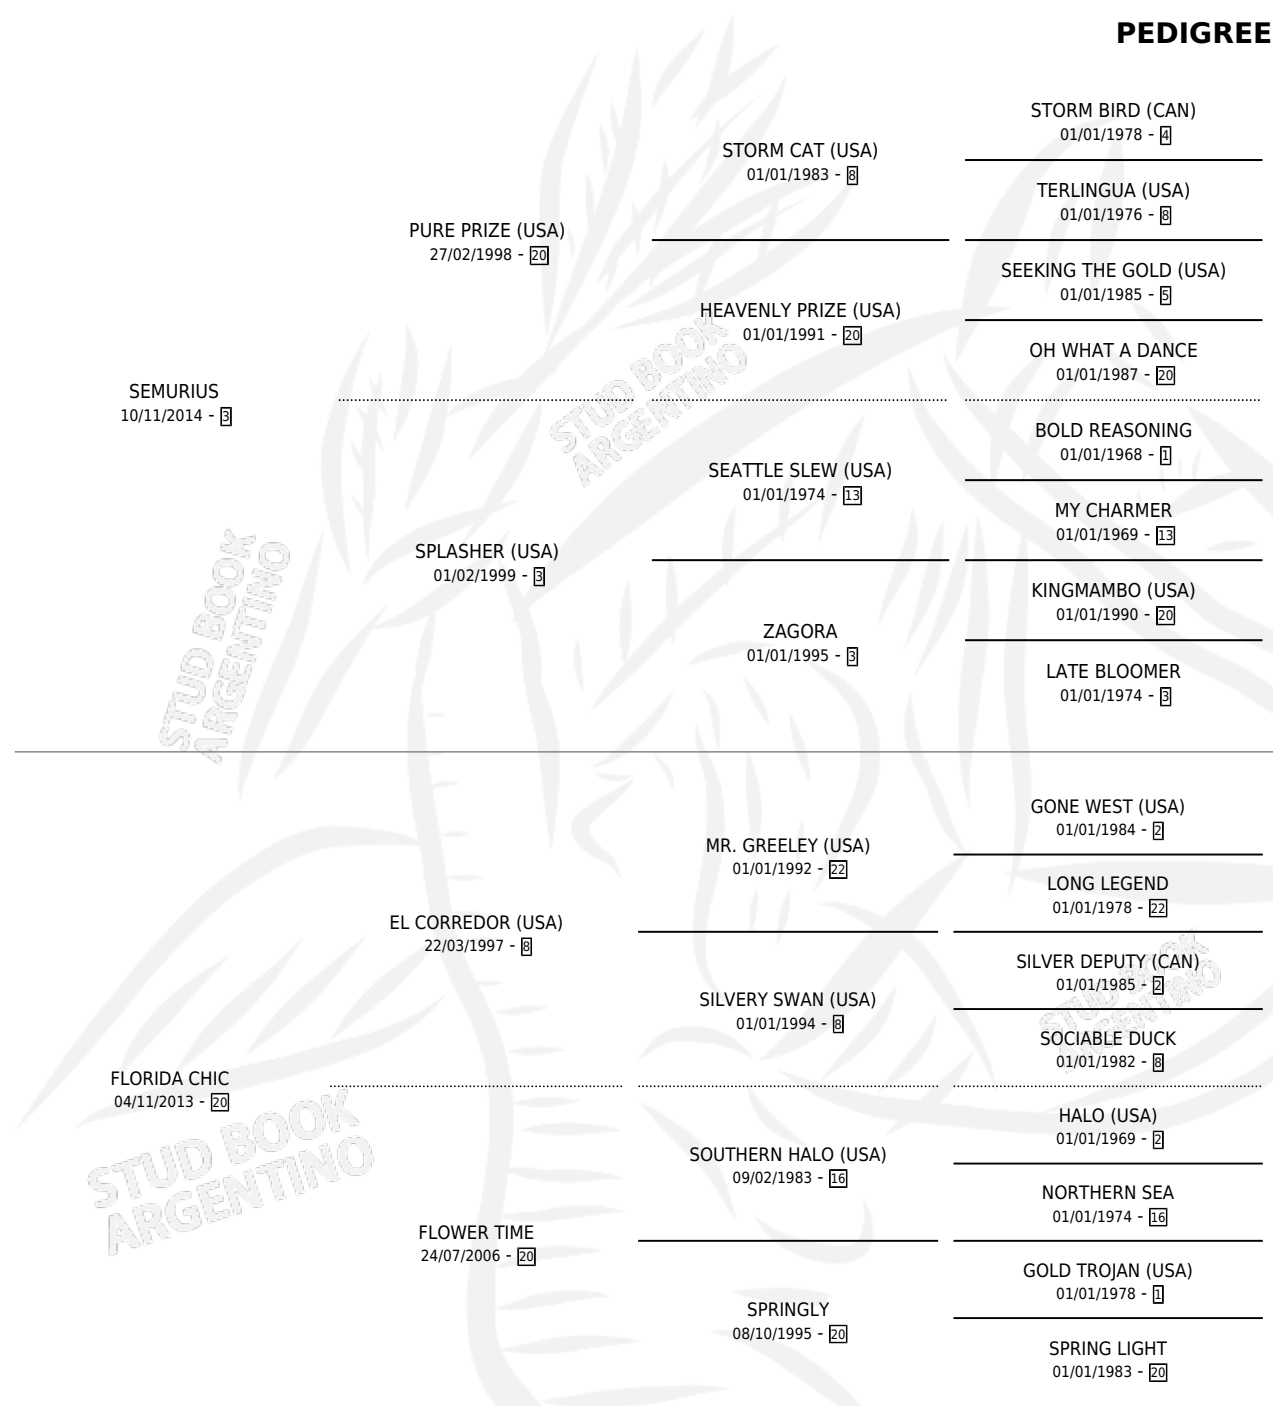 PEDIGREE
SEMURIUS
10/11/2014 - 3
PURE PRIZE (USA)
27/02/1998 - 20
SPLASHER (USA)
01/02/1999 - 3
STORM CAT (USA)
01/01/1983 - 8
HEAVENLY PRIZE (USA)
01/01/1991 - 20
SEATTLE SLEW (USA)
01/01/1974 - 13
ZAGORA
01/01/1995 - 3
STORM BIRD (CAN)
01/01/1978 - 4
TERLINGUA (USA)
01/01/1976 - 8
SEEKING THE GOLD (USA)
01/01/1985 - 5
OH WHAT A DANCE
01/01/1987 - 20
BOLD REASONING
01/01/1968 - 1
MY CHARMER
01/01/1969 - 13
KINGMAMBO (USA)
01/01/1990 - 20
LATE BLOOMER
01/01/1974 - 3
FLORIDA CHIC
04/11/2013 - 20
EL CORREDOR (USA)
22/03/1997 - 8
FLOWER TIME
24/07/2006 - 20
MR. GREELEY (USA)
01/01/1992 - 22
SILVERY SWAN (USA)
01/01/1994 - 8
SOUTHERN HALO (USA)
09/02/1983 - 16
SPRINGLY
08/10/1995 - 20
GONE WEST (USA)
01/01/1984 - 2
LONG LEGEND
01/01/1978 - 22
SILVER DEPUTY (CAN)
01/01/1985 - 2
SOCIABLE DUCK
01/01/1982 - 8
HALO (USA)
01/01/1969 - 2
NORTHERN SEA
01/01/1974 - 16
GOLD TROJAN (USA)
01/01/1978 - 1
SPRING LIGHT
01/01/1983 - 20
STUD BOOK
ARGENTINO
STUD BOOK
ARGENTINO
STUD BOOK
ARGENTINO
STUD BOOK
ARGENTINO